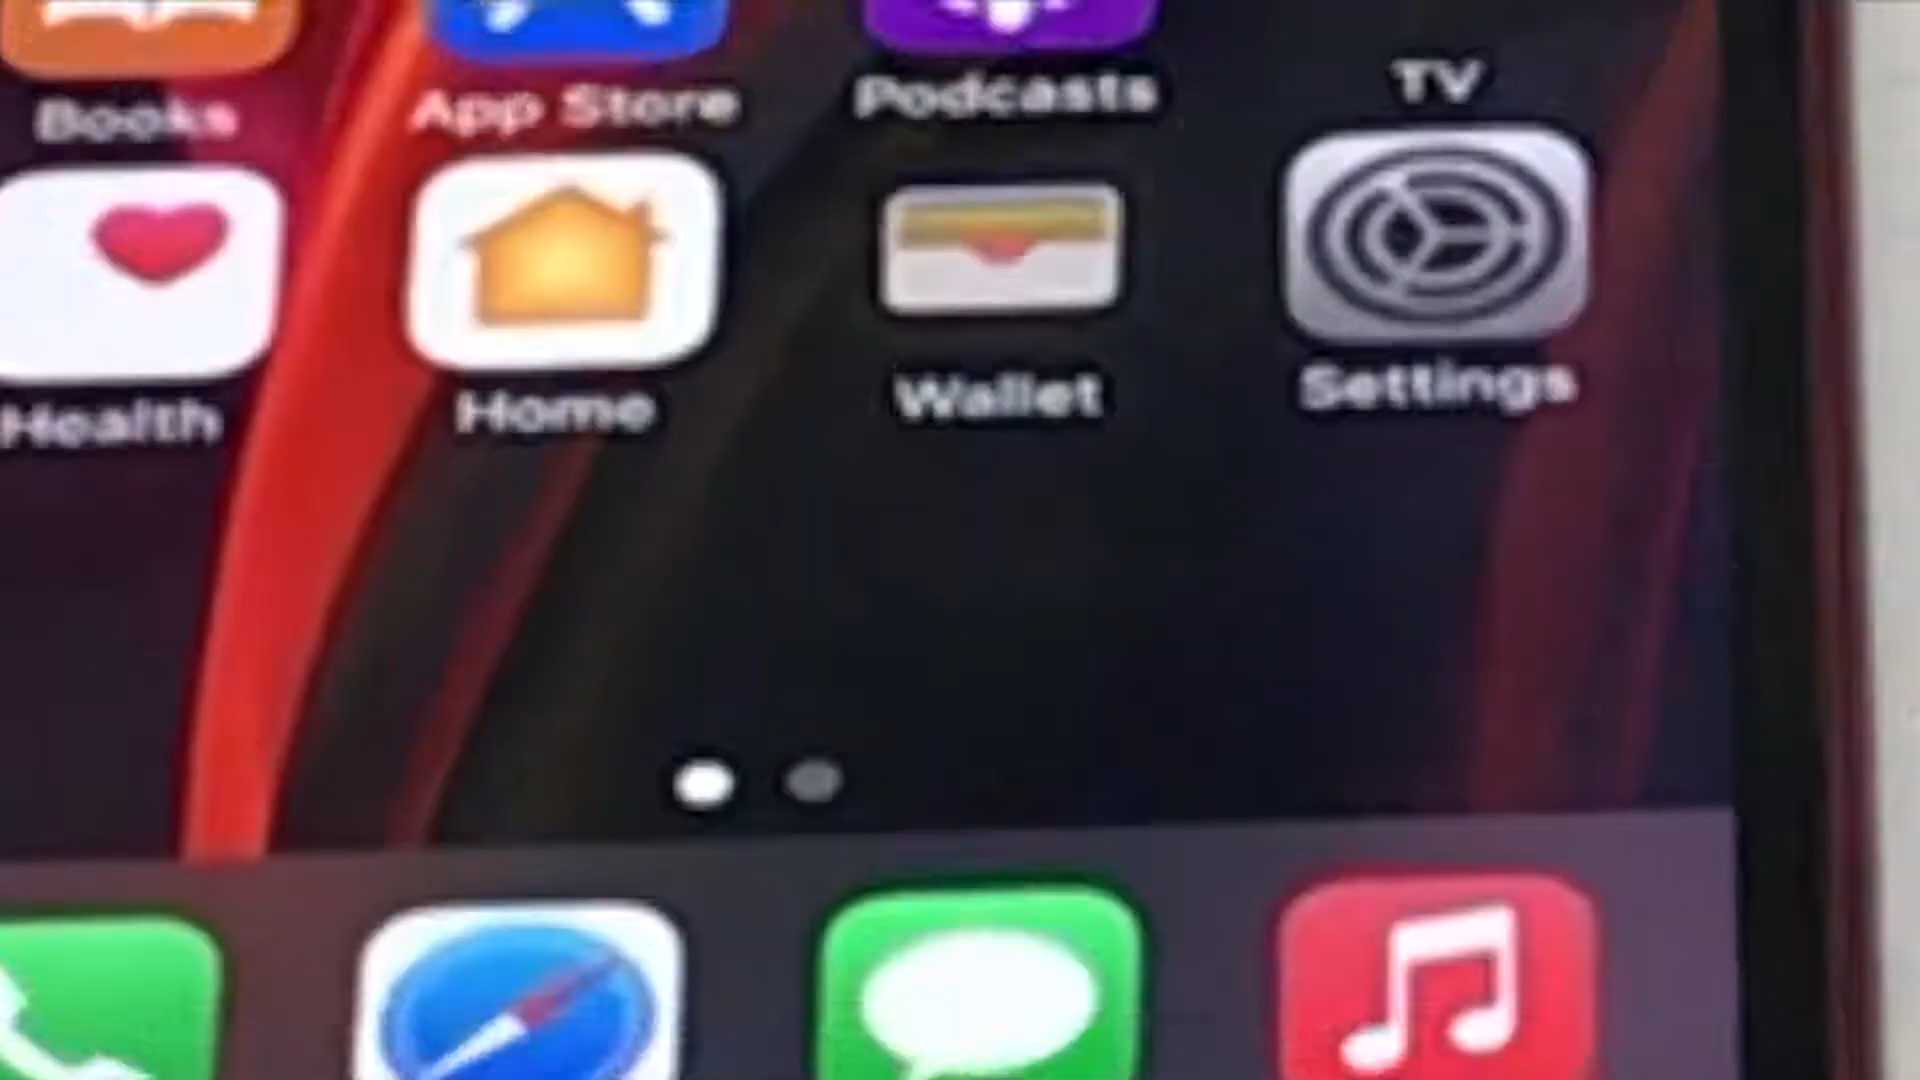 Books
App Store
Podcasts
TV
Health
Home
Wallet
Settings